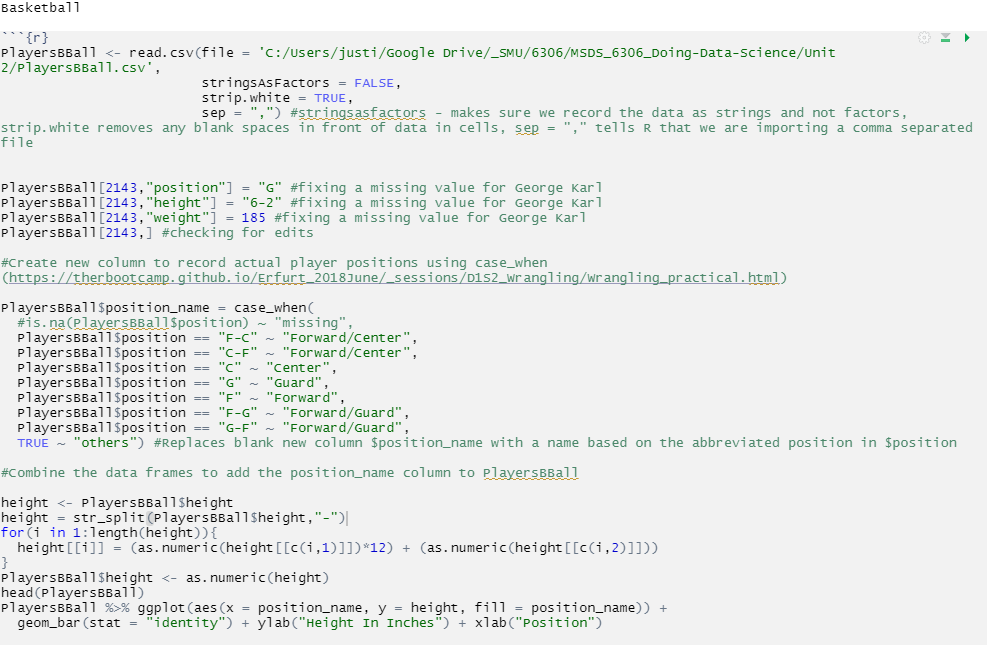 Basketball
```{r}
PlayersBBall <- read.csv(file = 'C:/Users/justi/Google Drive/_SMU/6306/MSDS_6306_Doing-Data-Science/Unit
2/PlayersBBall.csv',
                         stringsAsFactors = FALSE,
                         strip.white = TRUE,
                         sep = ",") #stringsasfactors - makes sure we record the data as strings and not factors,
strip.white removes any blank spaces in front of data in cells, sep = "," tells R that we are importing a comma separated
file
PlayersBBall[2143,"position"] = "G" #fixing a missing value for George Karl
PlayersBBall[2143,"height"] = "6-2" #fixing a missing value for George Karl
PlayersBBall[2143,"weight"] = 185 #fixing a missing value for George Karl
PlayersBBall[2143,] #checking for edits
#Create new column to record actual player positions using case_when
(https://therbootcamp.github.io/Erfurt_2018June/_sessions/D1S2_Wrangling/Wrangling_practical.html)
PlayersBBall$position_name = case_when(
  #is.na(PlayersBBall$position) ~ "missing",
  PlayersBBall$position == "F-C" ~ "Forward/Center",
  PlayersBBall$position == "C-F" ~ "Forward/Center",
  PlayersBBall$position == "C" ~ "Center",
  PlayersBBall$position == "G" ~ "Guard",
  PlayersBBall$position == "F" ~ "Forward",
  PlayersBBall$position == "F-G" ~ "Forward/Guard",
  PlayersBBall$position == "G-F" ~ "Forward/Guard",
  TRUE ~ "others") #Replaces blank new column $position_name with a name based on the abbreviated position in $position
#Combine the data frames to add the position_name column to PlayersBBall
height <- PlayersBBall$height
height = str_split(PlayersBBall$height,"-")
for(i in 1:length(height)){
  height[[i]] = (as.numeric(height[[c(i,1)]])*12) + (as.numeric(height[[c(i,2)]]))
}
PlayersBBall$height <- as.numeric(height)
head(PlayersBBall)
PlayersBBall %>% ggplot(aes(x = position_name, y = height, fill = position_name)) +
  geom_bar(stat = "identity") + ylab("Height In Inches") + xlab("Position")